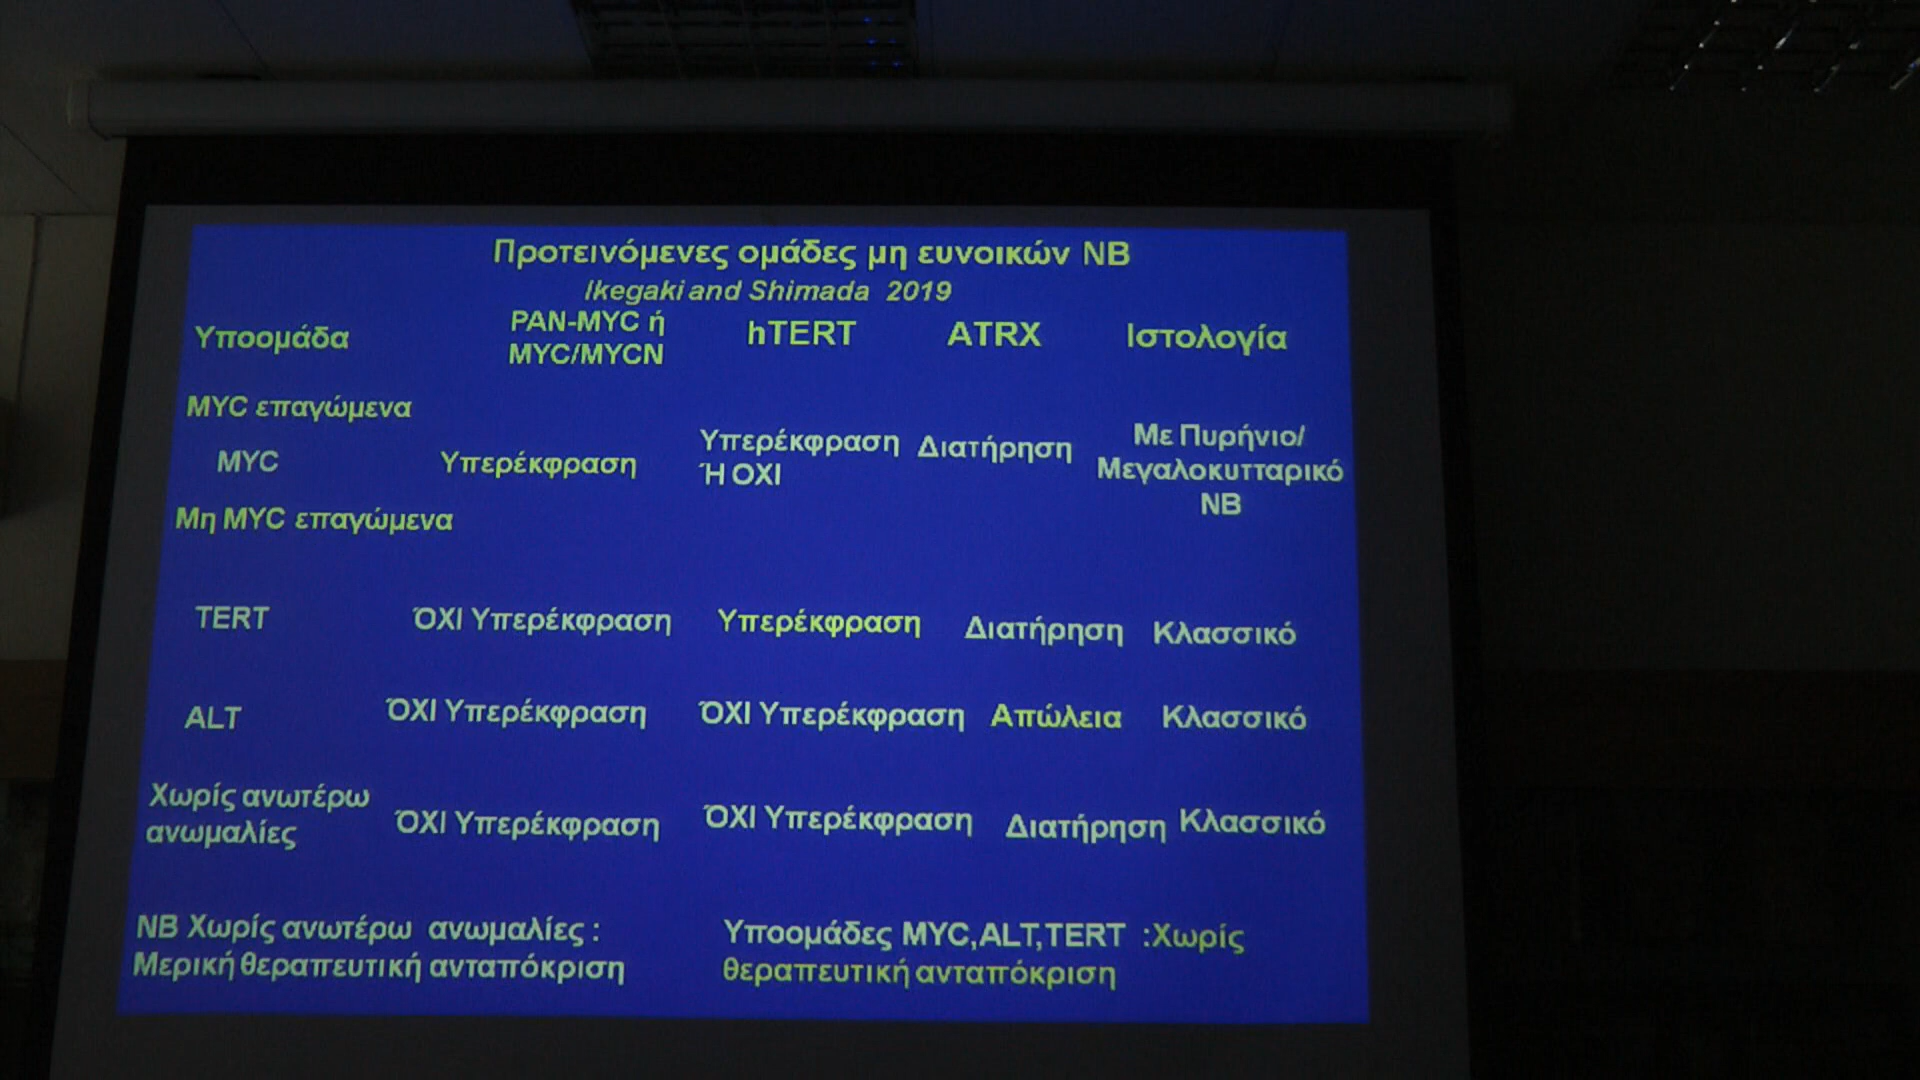 Προτεινόμενες ομάδες μη ευνοικών NB
Ikegaki and Shimada 2019
Υποομάδα PAN-MYC ή MYC/MYCN hTERT ATRX Ιστολογία
MYC επαγώμενα
MYC Υπερέκφραση Υπερέκφραση Ή ΟΧΙ Διατήρηση Με Πυρήνιο/ Μεγαλοκυτταρικό NB
Μη MYC επαγώμενα
TERT ΌΧΙ Υπερέκφραση Υπερέκφραση Διατήρηση Κλασσικό
ALT ΌΧΙ Υπερέκφραση ΌΧΙ Υπερέκφραση Απώλεια Κλασσικό
Χωρίς ανωτέρω ανωμαλίες ΌΧΙ Υπερέκφραση ΌΧΙ Υπερέκφραση Διατήρηση Κλασσικό
NB Χωρίς ανωτέρω ανωμαλίες :
Μερική θεραπευτική ανταπόκριση
Υποομάδες MYC,ALT,TERT :Χωρίς
θεραπευτική ανταπόκριση